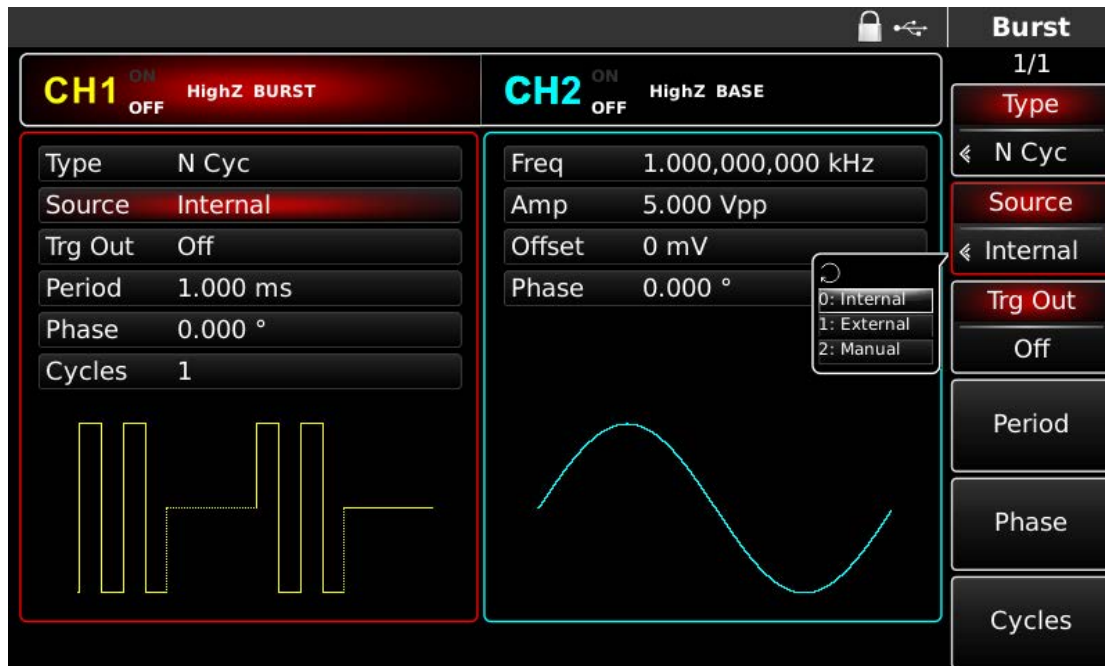 Burst
1/1
CH1 ON OFF HighZ BURST
CH2 ON OFF HighZ BASE
Type N Cyc
Source Internal
Trg Out Off
Period 1.000 ms
Phase 0.000 °
Cycles 1
Freq 1.000,000,000 kHz
Amp 5.000 Vpp
Offset 0 mV
Phase 0.000 °
0: Internal
1: External
2: Manual
Type
N Cyc
Source
Internal
Trg Out
Off
Period
Phase
Cycles